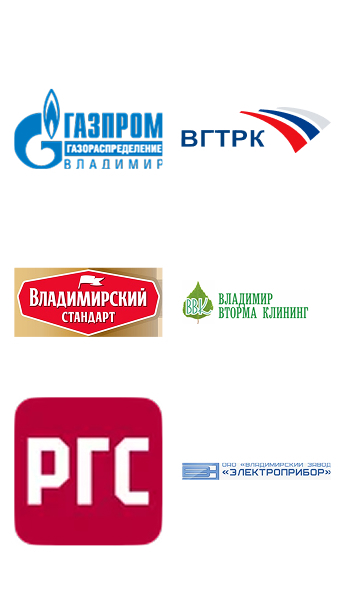 ГАЗПРОМ
ГАЗОРАСПРЕДЕЛЕНИЕ
ВЛАДИМИР
ВГТРК
ВЛАДИМИРСКИЙ
СТАНДАРТ
ВВК
ВЛАДИМИР
ВТОРМА КЛИНИНГ
РГС
ОАО «ВЛАДИМИРСКИЙ ЗАВОД
«ЭЛЕКТРОПРИБОР»